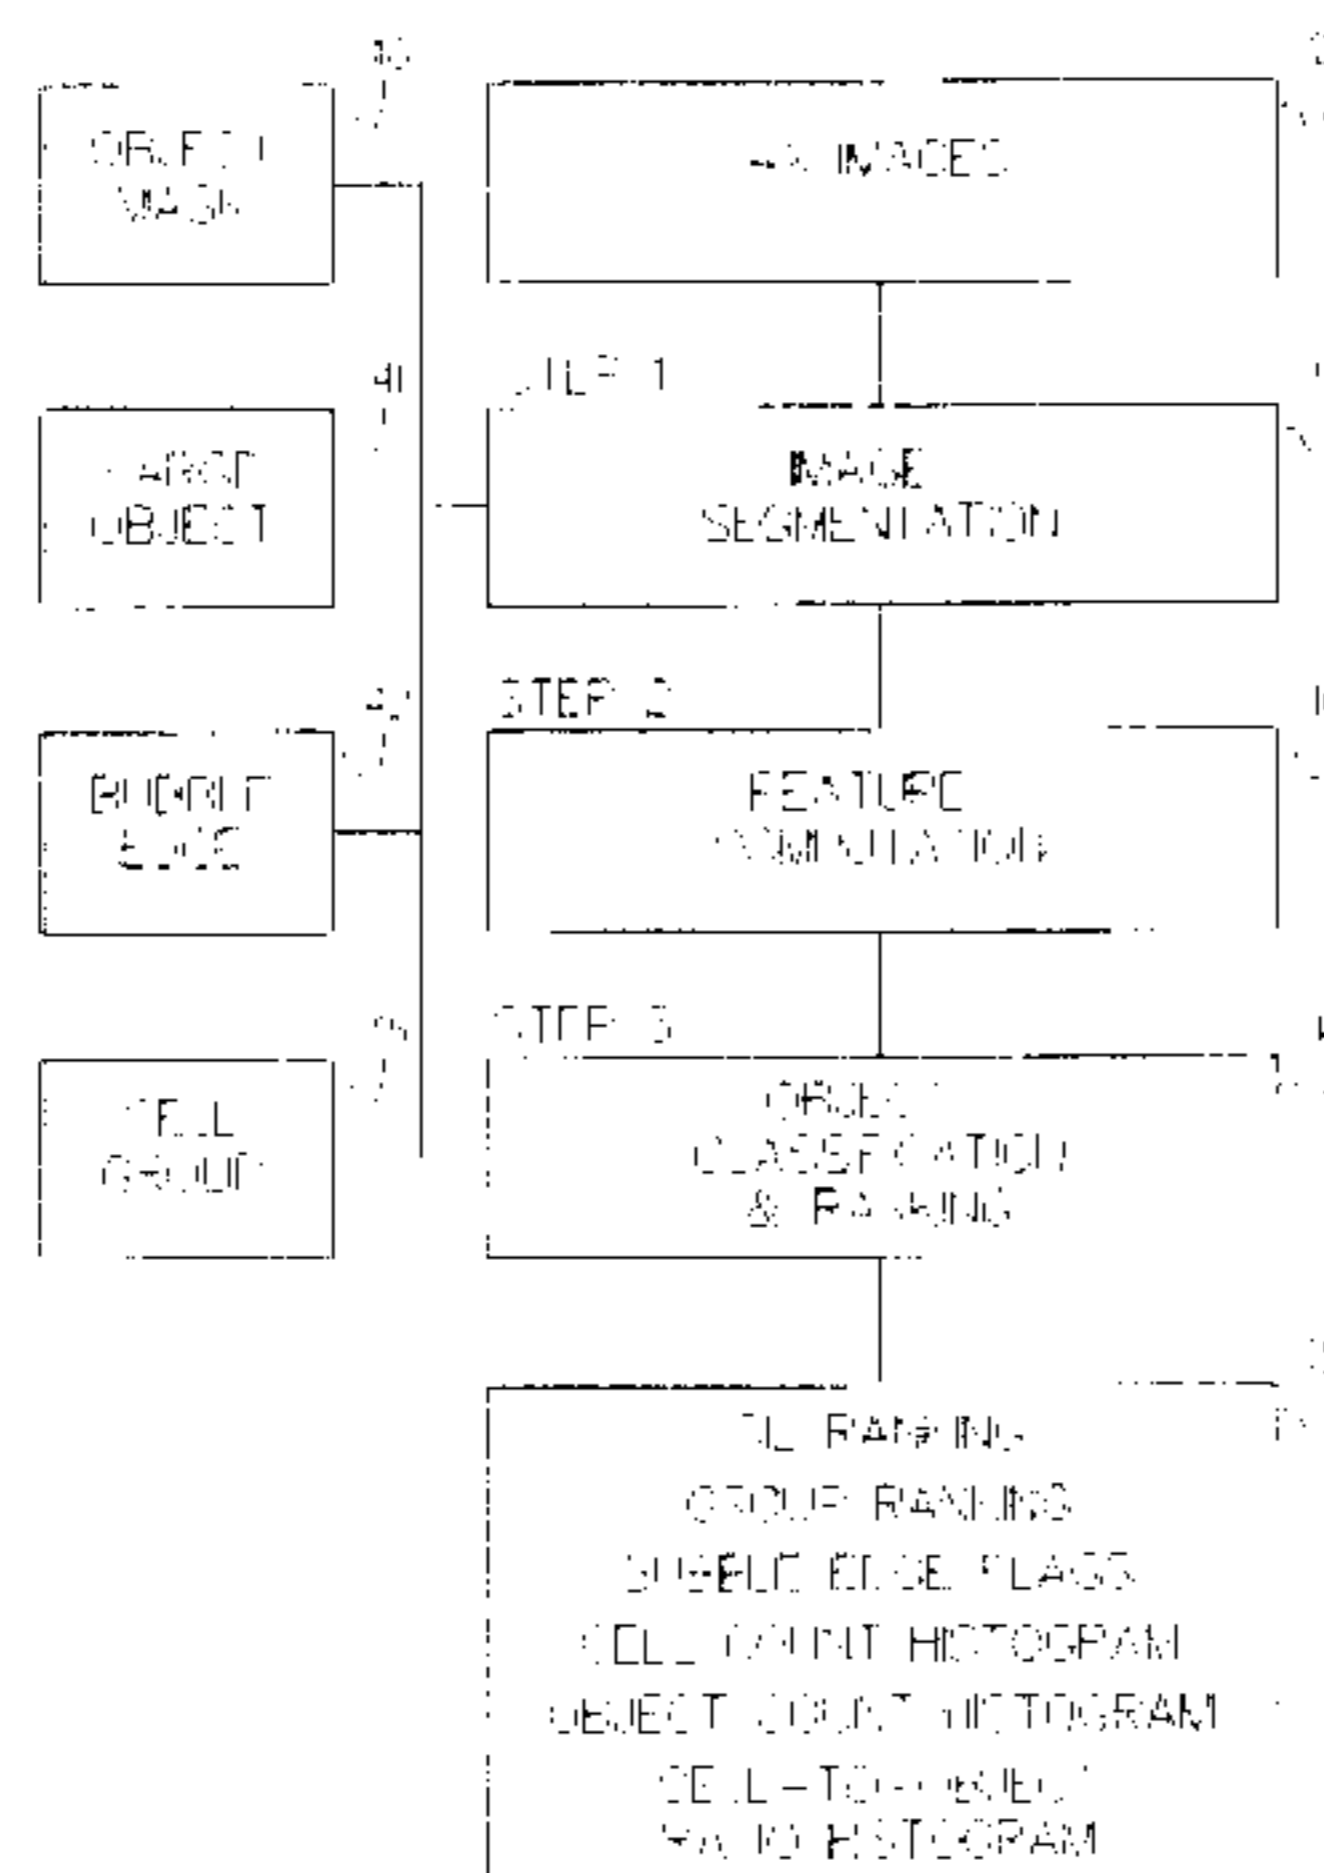 OBJECT
MASK
4X IMAGES
41
STEP 1
LARGE
OBJECT
IMAGE
SEGMENTATION
STEP 2
BUBBLE
EDGE
FEATURE
COMPUTATION
STEP 3
CELL
GROUP
OBJECT
CLASSIFICATION
& RANKING
RANKING
GROUP RANKING
BUBBLE EDGE FLAGS
CELL COUNT HISTOGRAM
OBJECT COUNT HISTOGRAM
CELL-TO-OBJECT
RATIO HISTOGRAM